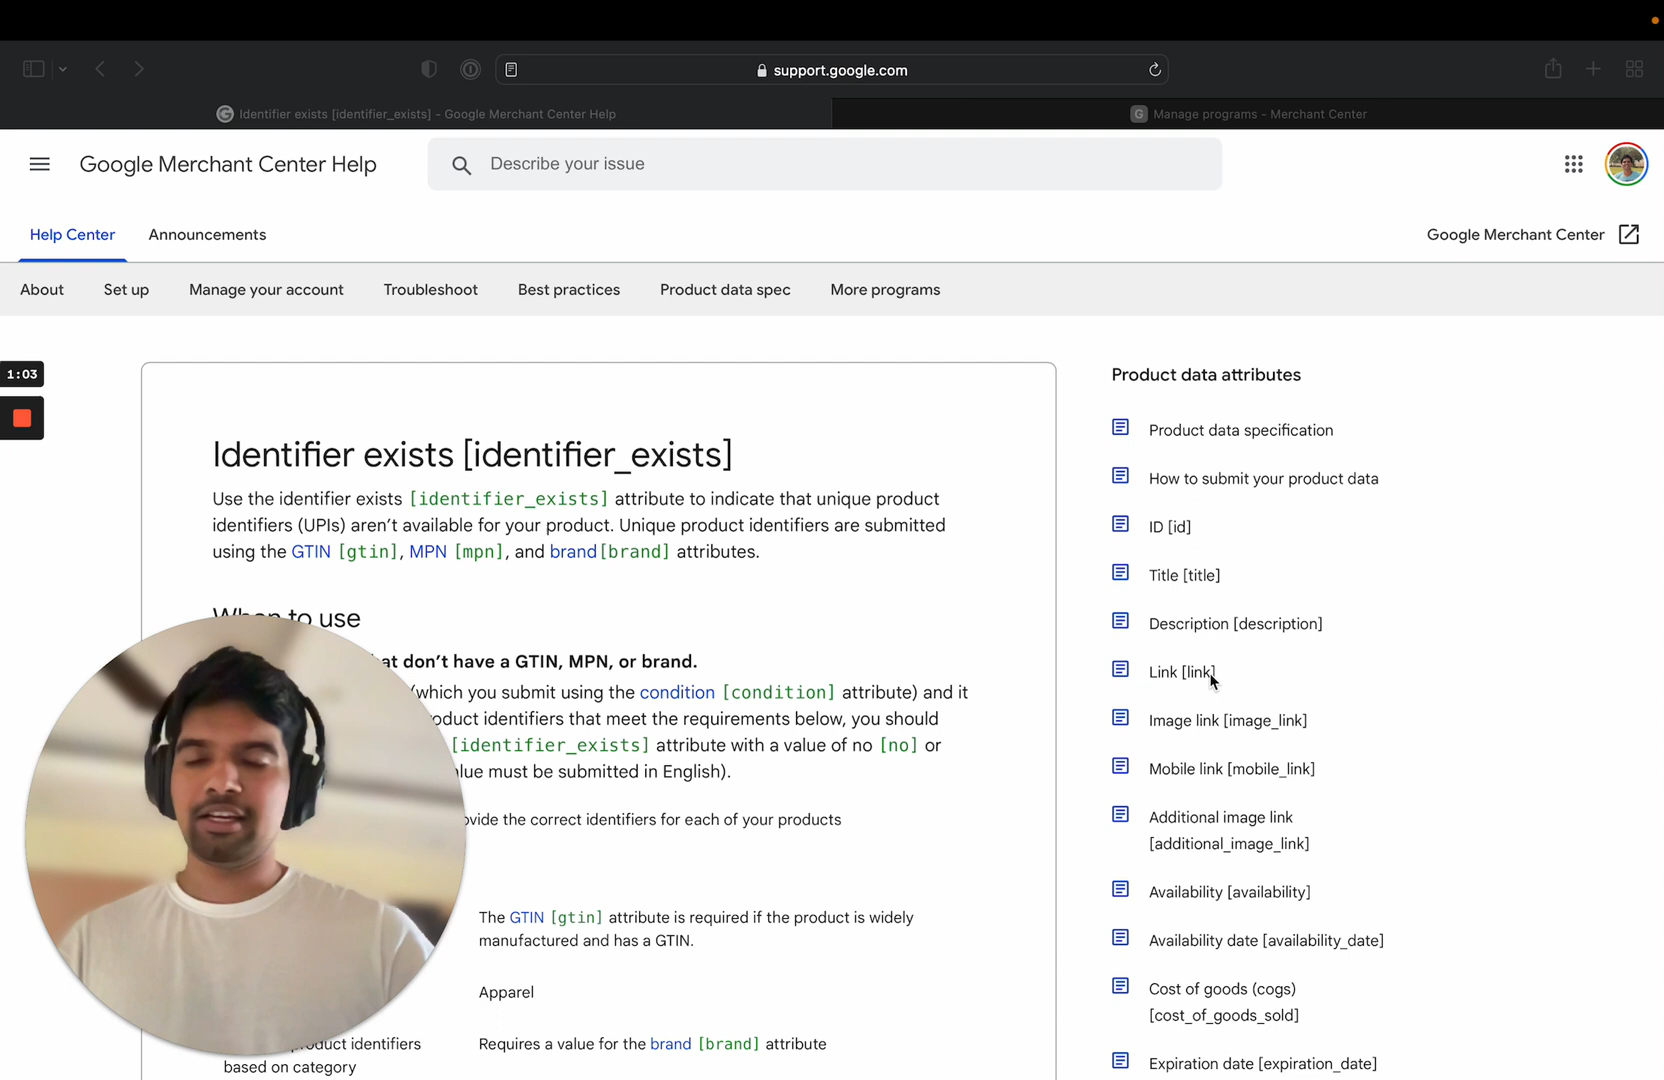 support.google.com
Identifier exists [identifier_exists] - Google Merchant Center Help
G Manage programs - Merchant Center
Google Merchant Center Help
Describe your issue
Help Center
Announcements
Google Merchant Center
About
Set up
Manage your account
Troubleshoot
Best practices
Product data spec
More programs
1:03
Identifier exists [identifier_exists]
Use the identifier exists [identifier_exists] attribute to indicate that unique product
identifiers (UPIs) aren't available for your product. Unique product identifiers are submitted
using the GTIN [gtin], MPN [mpn], and brand[brand] attributes.
When to use
at don't have a GTIN, MPN, or brand.
(which you submit using the condition [condition] attribute) and it
oduct identifiers that meet the requirements below, you should
[identifier_exists] attribute with a value of no [no] or
lue must be submitted in English).
ovide the correct identifiers for each of your products
The GTIN [gtin] attribute is required if the product is widely
manufactured and has a GTIN.
Apparel
oduct identifiers
based on category
Requires a value for the brand [brand] attribute
Product data attributes
Product data specification
How to submit your product data
ID [id]
Title [title]
Description [description]
Link [link]
Image link [image_link]
Mobile link [mobile_link]
Additional image link
[additional_image_link]
Availability [availability]
Availability date [availability_date]
Cost of goods (cogs)
[cost_of_goods_sold]
Expiration date [expiration_date]